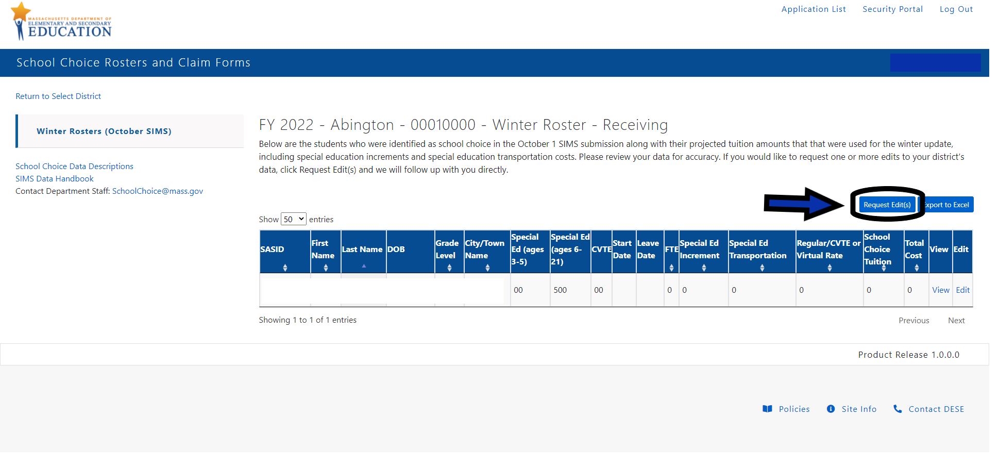 MASSACHUSETTS DEPARTMENT OF
ELEMENTARY AND SECONDARY
EDUCATION
Application List Security Portal Log Out
School Choice Rosters and Claim Forms
Return to Select District
Winter Rosters (October SIMS)
School Choice Data Descriptions
SIMS Data Handbook
Contact Department Staff: SchoolChoice@mass.gov
FY 2022 - Abington - 00010000 - Winter Roster - Receiving
Below are the students who were identified as school choice in the October 1 SIMS submission along with their projected tuition amounts that that were used for the winter update,
including special education increments and special education transportation costs. Please review your data for accuracy. If you would like to request one or more edits to your district's
data, click Request Edit(s) and we will follow up with you directly.
Request Edit(s) Export to Excel
Show 50 entries
SASID
First
Name
Last Name
DOB
Grade
Level
City/Town
Name
Special
Ed (ages
3-5)
Special Ed
(ages 6-
21)
CVTE
Start
Date
Leave
Date
FTE
Special Ed
Increment
Special Ed
Transportation
Regular/CVTE or
Virtual Rate
School
Choice
Tuition
Total
Cost
View
Edit
00 500 00 0 0 0 0 0 0 View Edit
Showing 1 to 1 of 1 entries
Previous Next
Product Release 1.0.0.0
Policies Site Info Contact DESE